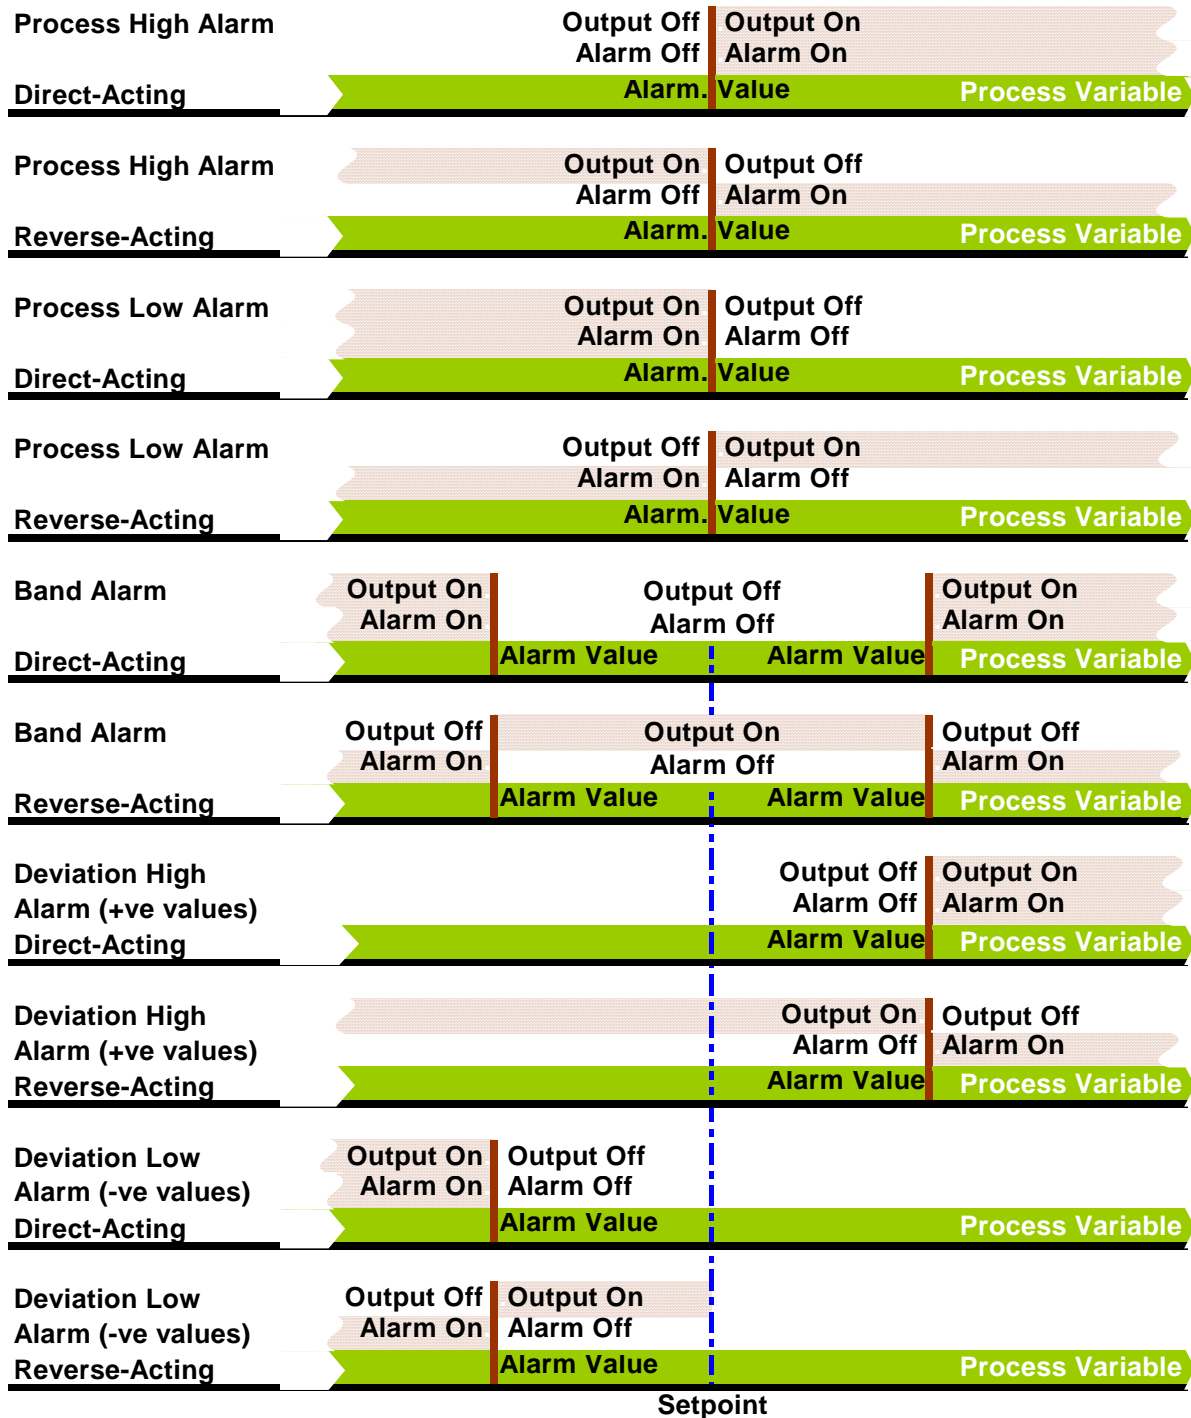 Process High Alarm Output Off Output On
Alarm Off Alarm On
Direct-Acting Alarm. Value Process Variable
Process High Alarm Output On Output Off
Alarm Off Alarm On
Reverse-Acting Alarm. Value Process Variable
Process Low Alarm Output On Output Off
Alarm On Alarm Off
Direct-Acting Alarm. Value Process Variable
Process Low Alarm Output Off Output On
Alarm On Alarm Off
Reverse-Acting Alarm. Value Process Variable
Band Alarm Output On Output Off Output On
Alarm On Alarm Off Alarm On
Direct-Acting Alarm Value Alarm Value Process Variable
Band Alarm Output Off Output On Output Off
Alarm On Alarm Off Alarm On
Reverse-Acting Alarm Value Alarm Value Process Variable
Deviation High Output Off Output On
Alarm (+ve values) Alarm Off Alarm On
Direct-Acting Alarm Value Process Variable
Deviation High Output On Output Off
Alarm (+ve values) Alarm Off Alarm On
Reverse-Acting Alarm Value Process Variable
Deviation Low Output On Output Off
Alarm (-ve values) Alarm On Alarm Off
Direct-Acting Alarm Value Process Variable
Deviation Low Output Off Output On
Alarm (-ve values) Alarm On Alarm Off
Reverse-Acting Alarm Value Process Variable
Setpoint